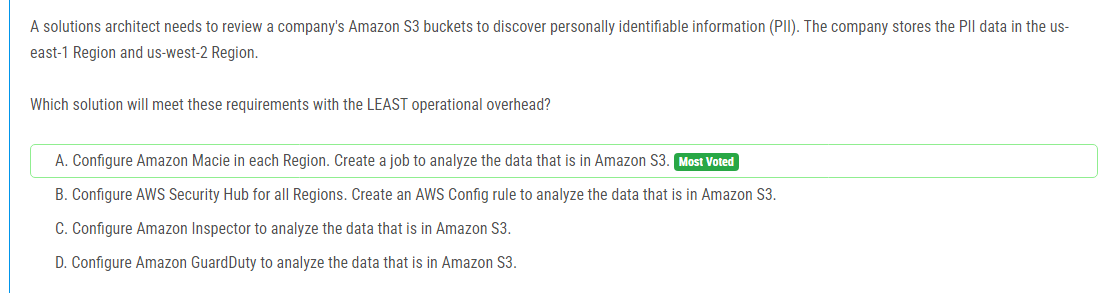 A solutions architect needs to review a company's Amazon S3 buckets to discover personally identifiable information (PII). The company stores the PII data in the us-
east-1 Region and us-west-2 Region.
Which solution will meet these requirements with the LEAST operational overhead?
A. Configure Amazon Macie in each Region. Create a job to analyze the data that is in Amazon S3. Most Voted
B. Configure AWS Security Hub for all Regions. Create an AWS Config rule to analyze the data that is in Amazon S3.
C. Configure Amazon Inspector to analyze the data that is in Amazon S3.
D. Configure Amazon GuardDuty to analyze the data that is in Amazon S3.